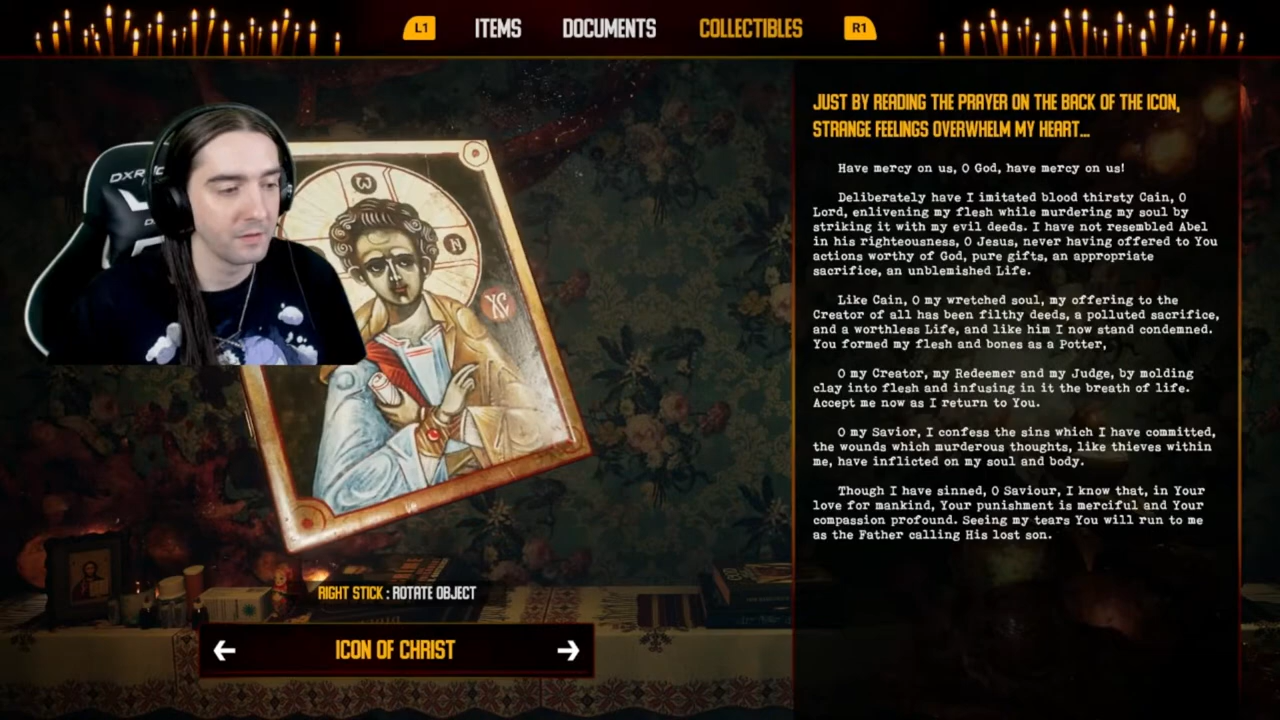 L1 ITEMS DOCUMENTS COLLECTIBLES R1
JUST BY READING THE PRAYER ON THE BACK OF THE ICON,
STRANGE FEELINGS OVERWHELM MY HEART...
Have mercy on us, O God, have mercy on us!
Deliberately have I imitated blood thirsty Cain, O
Lord, enlivening my flesh while murdering my soul by
striking it with my evil deeds. I have not resembled Abel
in his righteousness, O Jesus, never having offered to You
actions worthy of God, pure gifts, an appropriate
sacrifice, an unblemished Life.
Like Cain, O my wretched soul, my offering to the
Creator of all has been filthy deeds, a polluted sacrifice,
and a worthless Life, and like him I now stand condemned.
You formed my flesh and bones as a Potter,
O my Creator, my Redeemer and my Judge, by molding
clay into flesh and infusing in it the breath of life.
Accept me now as I return to You.
O my Savior, I confess the sins which I have committed,
the wounds which murderous thoughts, like thieves within
me, have inflicted on my soul and body.
Though I have sinned, O Saviour, I know that, in Your
love for mankind, Your punishment is merciful and Your
compassion profound. Seeing my tears You will run to me
as the Father calling His lost son.
DXR
ω
N
RIGHT STICK : ROTATE OBJECT
ICON OF CHRIST